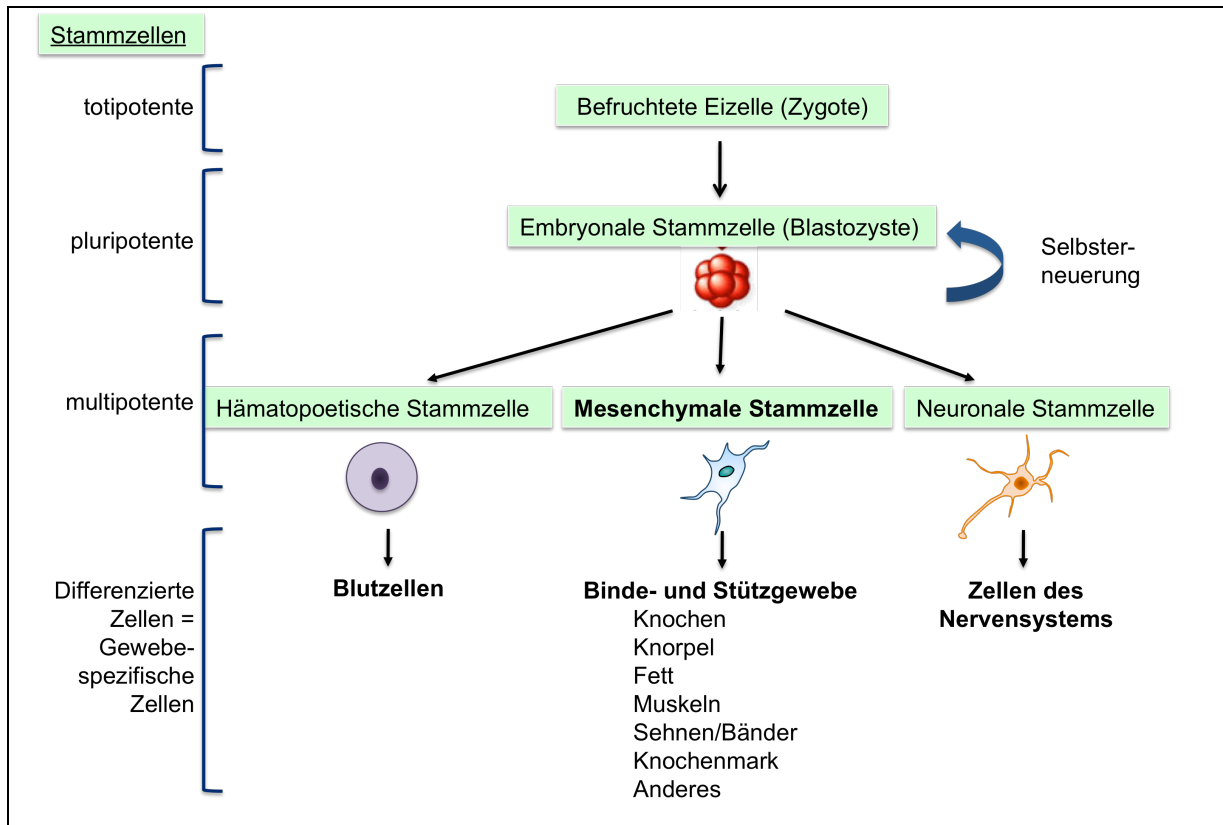 Stammzellen
totipotente
Befruchtete Eizelle (Zygote)
pluripotente
Embryonale Stammzelle (Blastozyste)
Selbster-
neuerung
multipotente
Hämatopoetische Stammzelle
Mesenchymale Stammzelle
Neuronale Stammzelle
Differenzierte
Zellen =
Gewebe-
spezifische
Zellen
Blutzellen
Binde- und Stützgewebe
Knochen
Knorpel
Fett
Muskeln
Sehnen/Bänder
Knochenmark
Anderes
Zellen des
Nervensystems